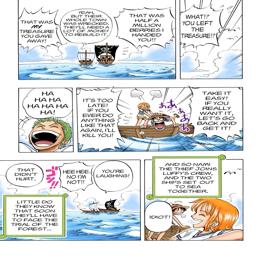 WHAT!?
YOU
LEFT
THE
TREASURE!?
THAT WAS
HALF
A MILLION
BERRIES I
HANDED
YOU!!
YEAH,
BUT THEIR
WHOLE TOWN
WAS WRECKED.
THEY'LL NEED
A LOT OF MONEY
TO REBUILD IT...
THAT WAS
MY
TREASURE
YOU GAVE
AWAY!
TAKE IT
EASY!!
IF YOU
REALLY
WANT IT,
LET'S GO
BACK AND
GET IT!
IT'S TOO
LATE!
IF YOU
EVER DO
ANYTHING
LIKE THAT
AGAIN, I'LL
KILL YOU!
HA
HA HA
HA HA
HA HA
YOU'RE
LAUGHING!
HEE HEE.
NO I'M
NOT!!
THAT
DIDN'T
HURT.
LITTLE DO
THEY KNOW
THAT SOON
THEY'LL HAVE
TO FACE THE
TRIAL OF THE
FOREST...
AND SO NAMI
THE THIEF JOINS
LUFFY'S CREW,
AND THE TWO
SHIPS SET OUT
TO SEA
TOGETHER.
IDIOT!